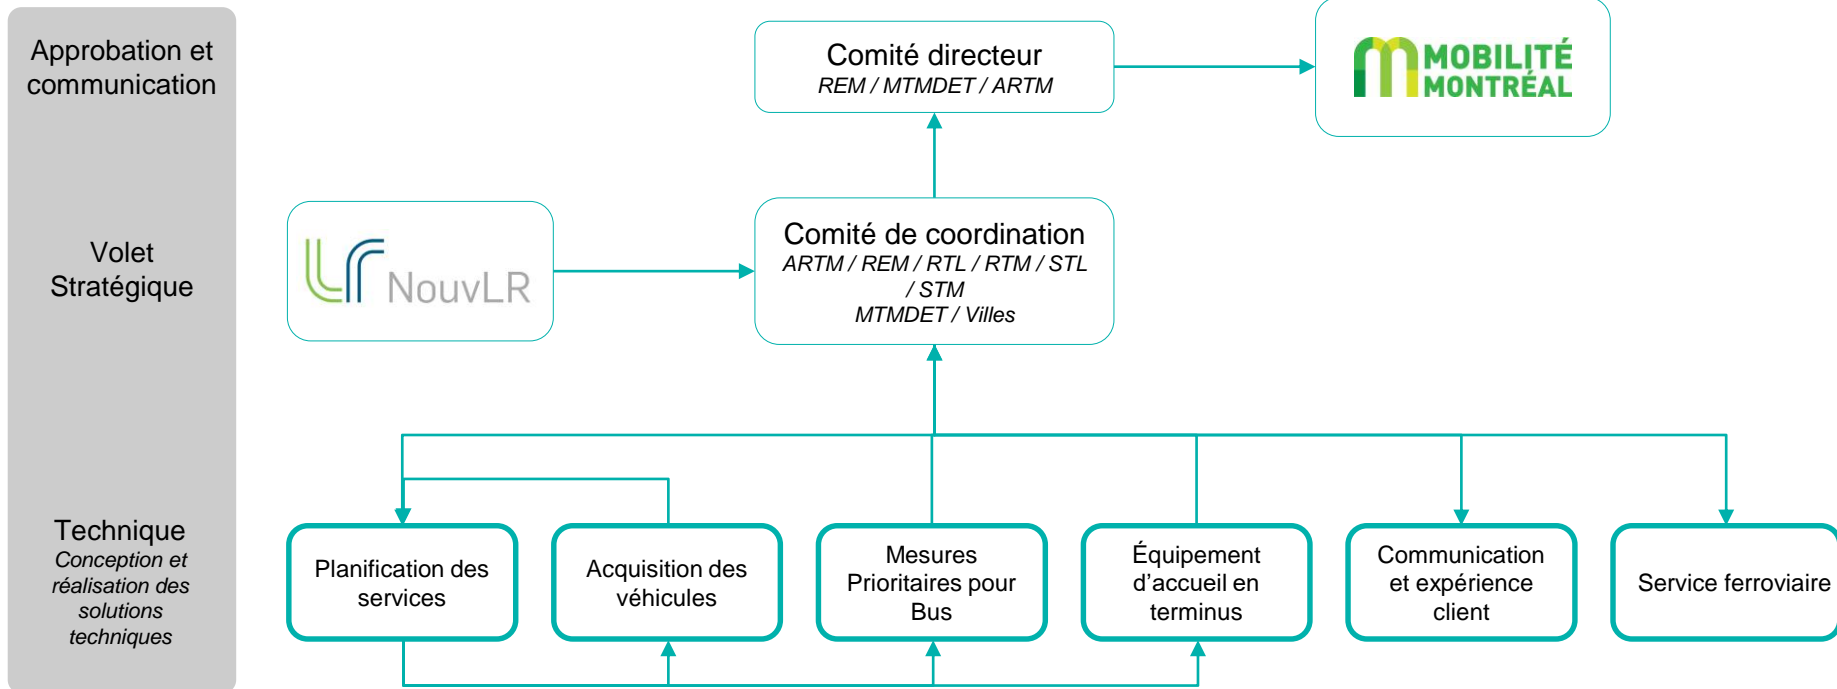 Approbation et
communication
Comité directeur
REM / MTMDET / ARTM
MOBILITÉ
MONTRÉAL
Volet
Stratégique
NouvLR
Comité de coordination
ARTM / REM / RTL / RTM / STL
/ STM
MTMDET / Villes
Technique
Conception et
réalisation des
solutions
techniques
Planification des
services
Acquisition des
véhicules
Mesures
Prioritaires pour
Bus
Équipement
d’accueil en
terminus
Communication
et expérience
client
Service ferroviaire